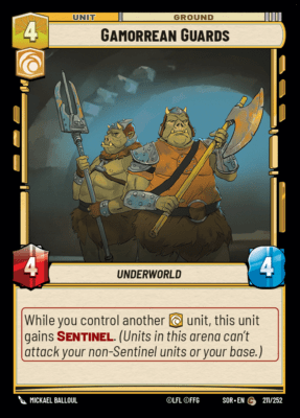 UNIT GROUND
4 GAMORREAN GUARDS
4 UNDERWORLD 4
While you control another unit, this unit
gains SENTINEL. (Units in this arena can't
attack your non-Sentinel units or your base.)
MICKAEL BALLOUL ©LFL ©FFG SOR • EN C 211/252